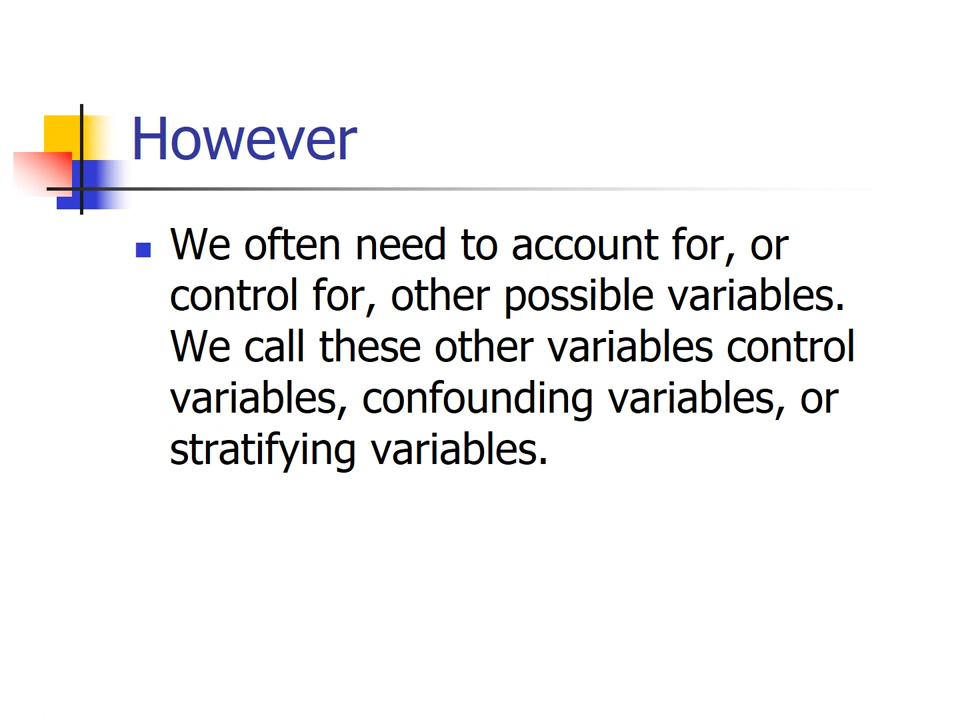 However
We often need to account for, or
control for, other possible variables.
We call these other variables control
variables, confounding variables, or
stratifying variables.